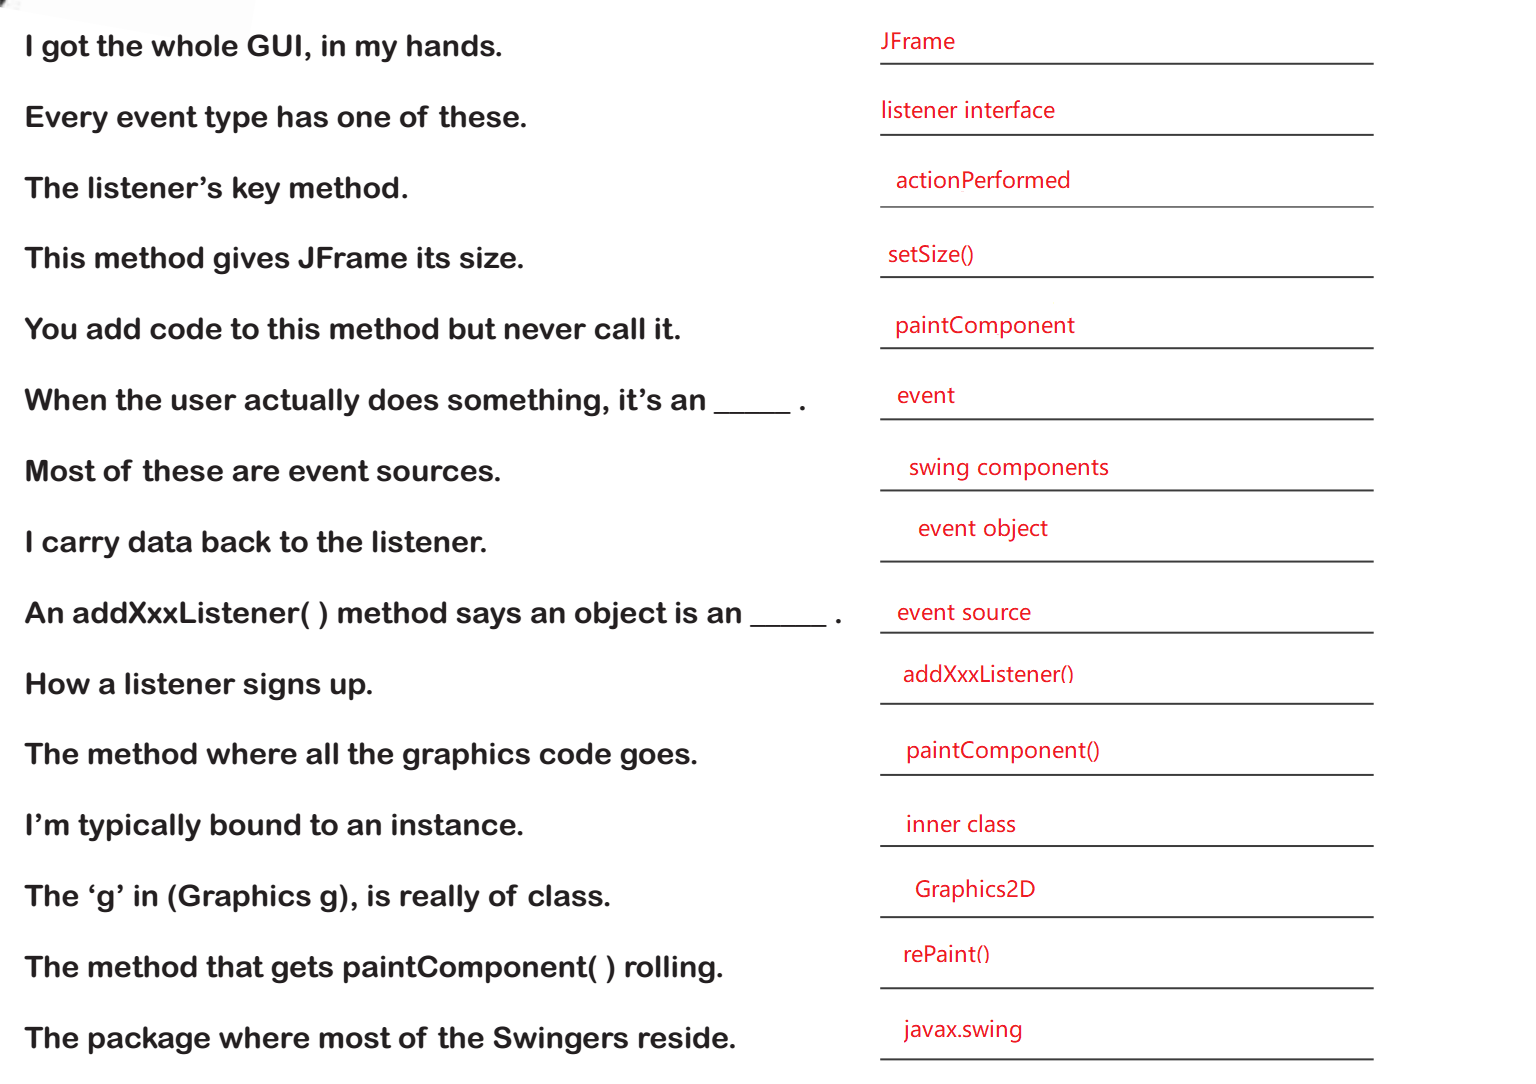 I got the whole GUI, in my hands. JFrame
Every event type has one of these. listener interface
The listener’s key method. actionPerformed
This method gives JFrame its size. setSize()
You add code to this method but never call it. paintComponent
When the user actually does something, it’s an _____ . event
Most of these are event sources. swing components
I carry data back to the listener. event object
An addXxxListener( ) method says an object is an _____ . event source
How a listener signs up. addXxxListener()
The method where all the graphics code goes. paintComponent()
I’m typically bound to an instance. inner class
The ‘g’ in (Graphics g), is really of class. Graphics2D
The method that gets paintComponent( ) rolling. rePaint()
The package where most of the Swingers reside. javax.swing